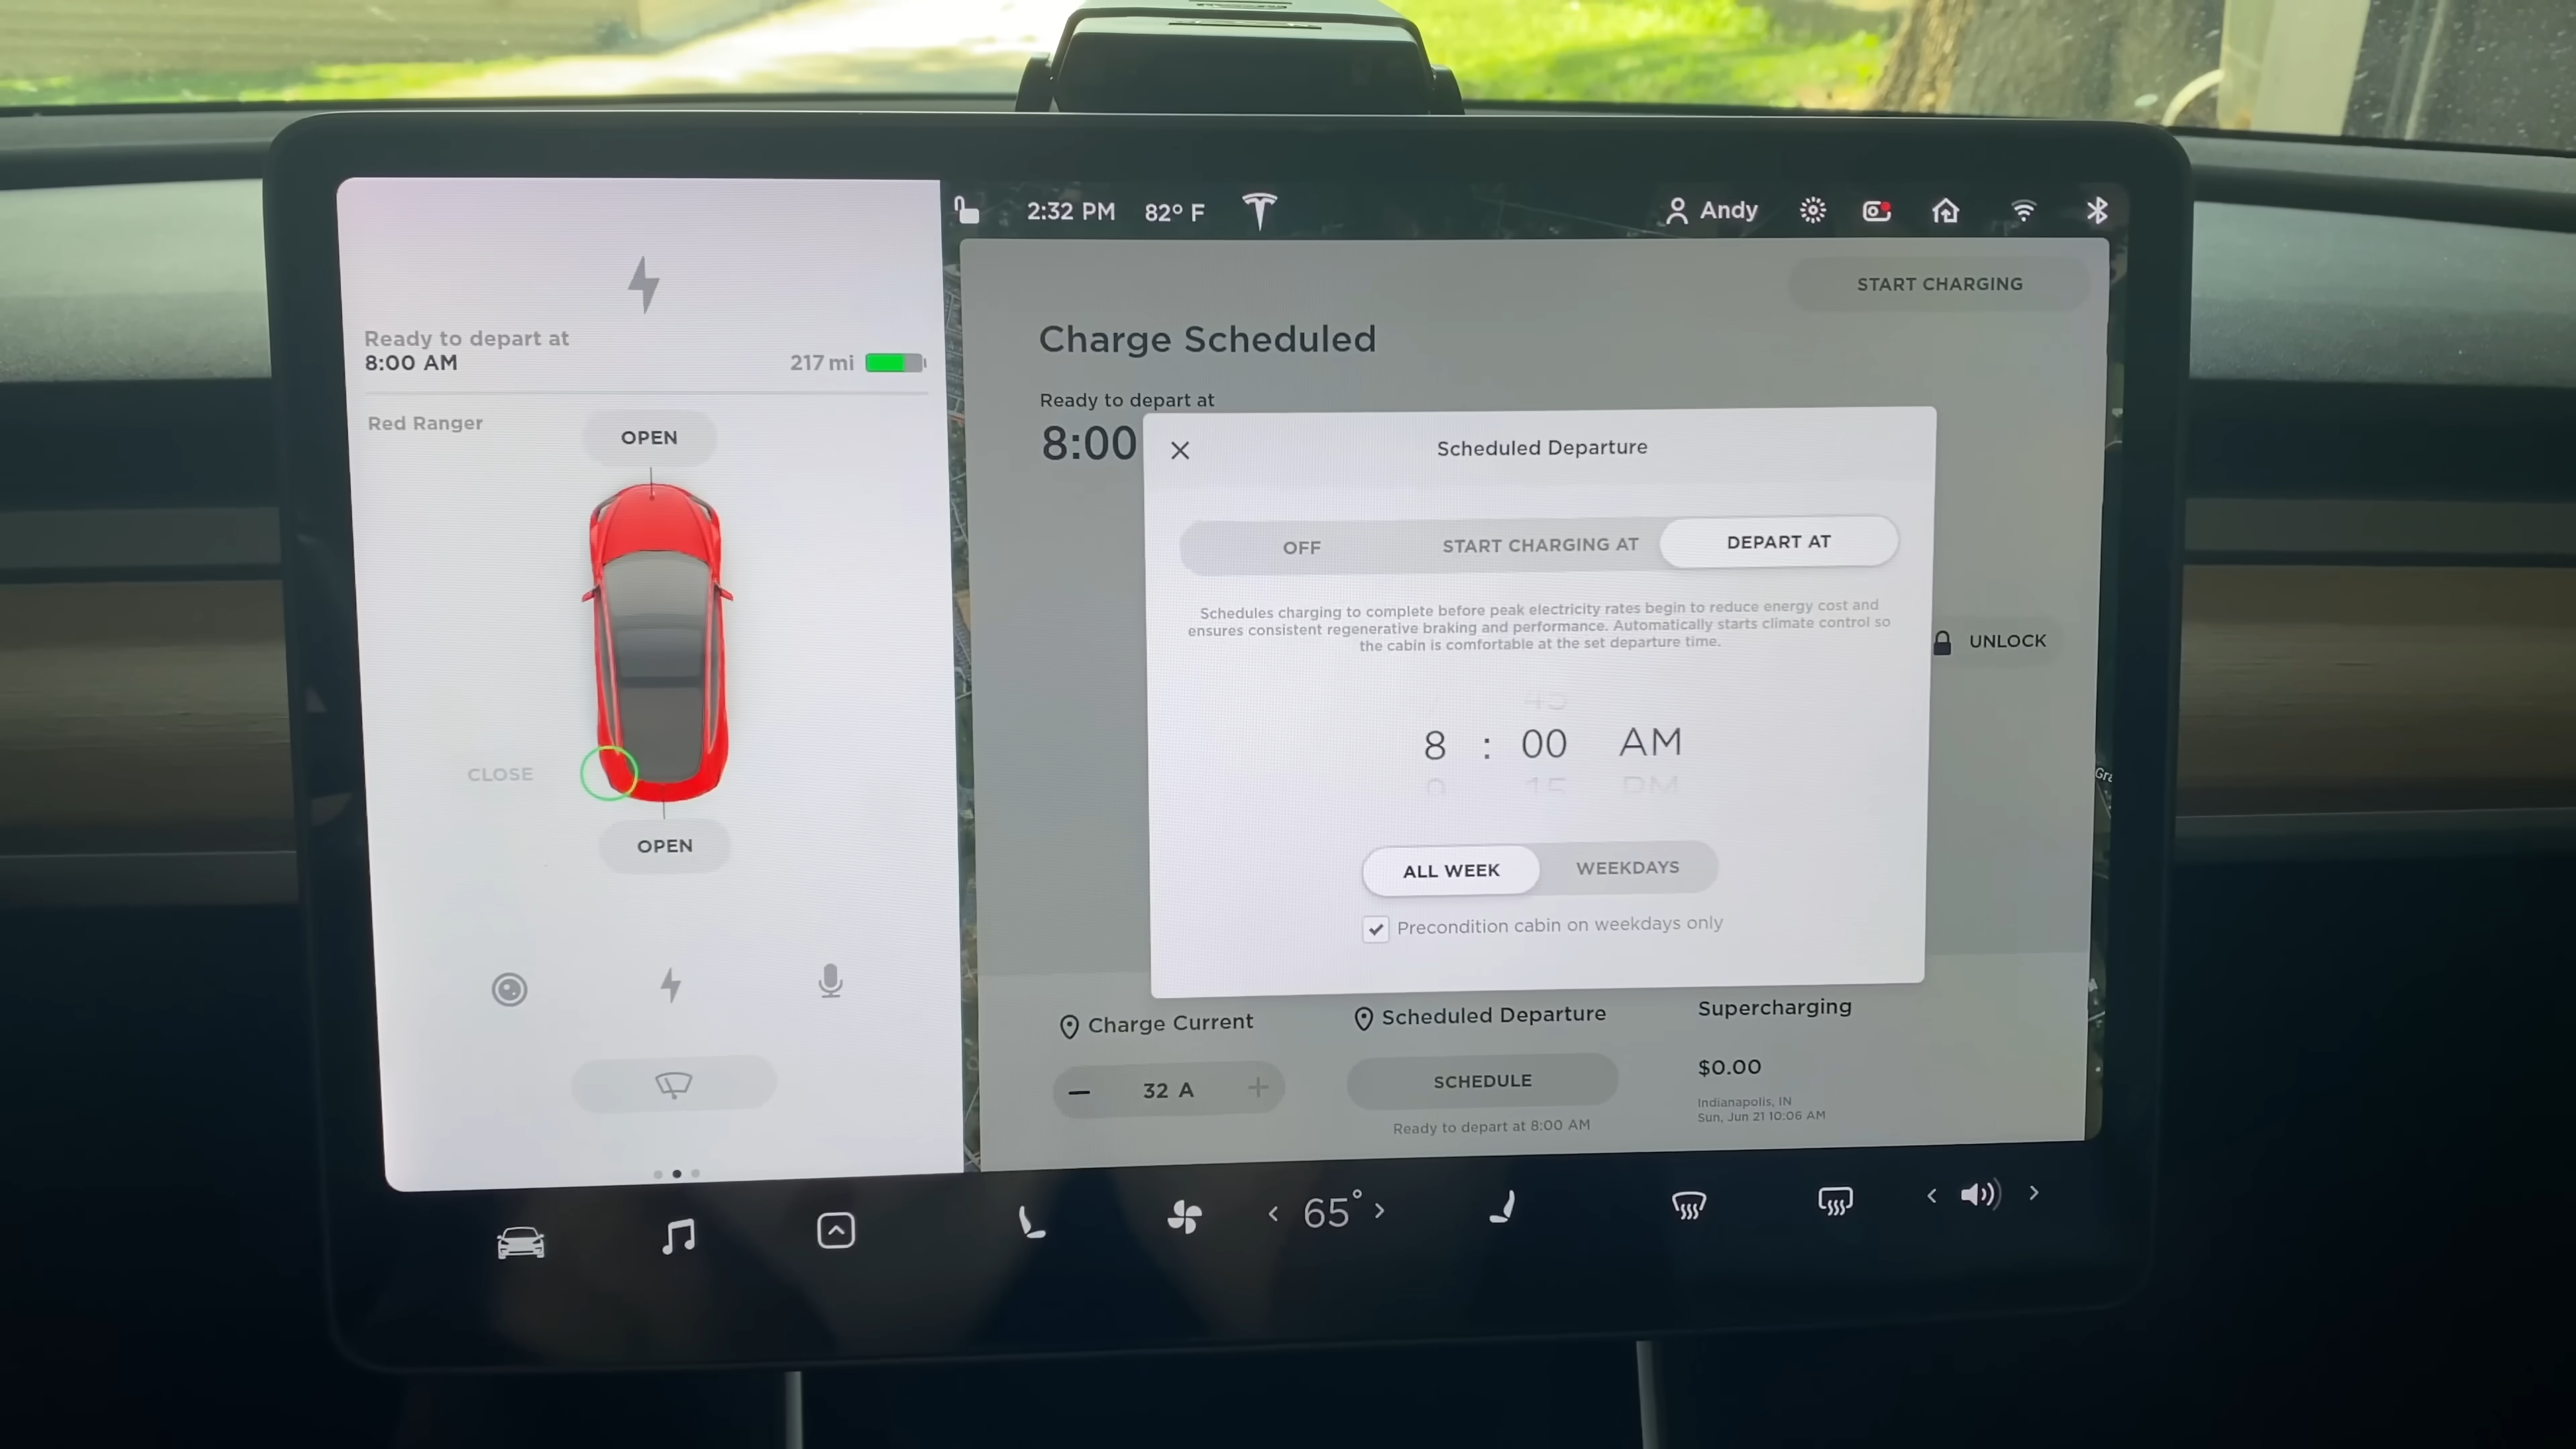 2:32 PM 82° F
Andy
START CHARGING
Ready to depart at
8:00 AM
217 mi
Red Ranger
OPEN
CLOSE
OPEN
Charge Scheduled
Ready to depart at
8:00
Scheduled Departure
OFF START CHARGING AT DEPART AT
Schedules charging to complete before peak electricity rates begin to reduce energy cost and
ensures consistent regenerative braking and performance. Automatically starts climate control so
the cabin is comfortable at the set departure time.
45
8 : 00 AM
15 PM
ALL WEEK WEEKDAYS
Precondition cabin on weekdays only
UNLOCK
Charge Current
32 A
Scheduled Departure
SCHEDULE
Ready to depart at 8:00 AM
Supercharging
$0.00
Indianapolis, IN
Sun, Jun 21 10:06 AM
65°